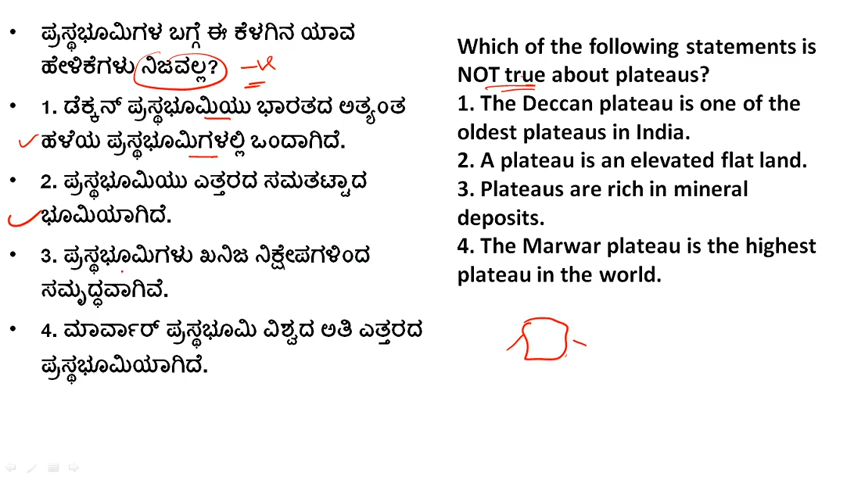 • ಪ್ರಸ್ಥಭೂಮಿಗಳ ಬಗ್ಗೆ ಈ ಕೆಳಗಿನ ಯಾವ
ಹೇಳಿಕೆಗಳು ನಿಜವಲ್ಲ? -ve
• 1. ಡೆಕ್ಕನ್ ಪ್ರಸ್ಥಭೂಮಿಯು ಭಾರತದ ಅತ್ಯಂತ
ಹಳೆಯ ಪ್ರಸ್ಥಭೂಮಿಗಳಲ್ಲಿ ಒಂದಾಗಿದೆ.
• 2. ಪ್ರಸ್ಥಭೂಮಿಯು ಎತ್ತರದ ಸಮತಟ್ಟಾದ
ಭೂಮಿಯಾಗಿದೆ.
• 3. ಪ್ರಸ್ಥಭೂಮಿಗಳು ಖನಿಜ ನಿಕ್ಷೇಪಗಳಿಂದ
ಸಮೃದ್ಧವಾಗಿವೆ.
• 4. ಮಾರ್ವಾರ್ ಪ್ರಸ್ಥಭೂಮಿ ವಿಶ್ವದ ಅತಿ ಎತ್ತರದ
ಪ್ರಸ್ಥಭೂಮಿಯಾಗಿದೆ.
Which of the following statements is
NOT true about plateaus?
1. The Deccan plateau is one of the
oldest plateaus in India.
2. A plateau is an elevated flat land.
3. Plateaus are rich in mineral
deposits.
4. The Marwar plateau is the highest
plateau in the world.